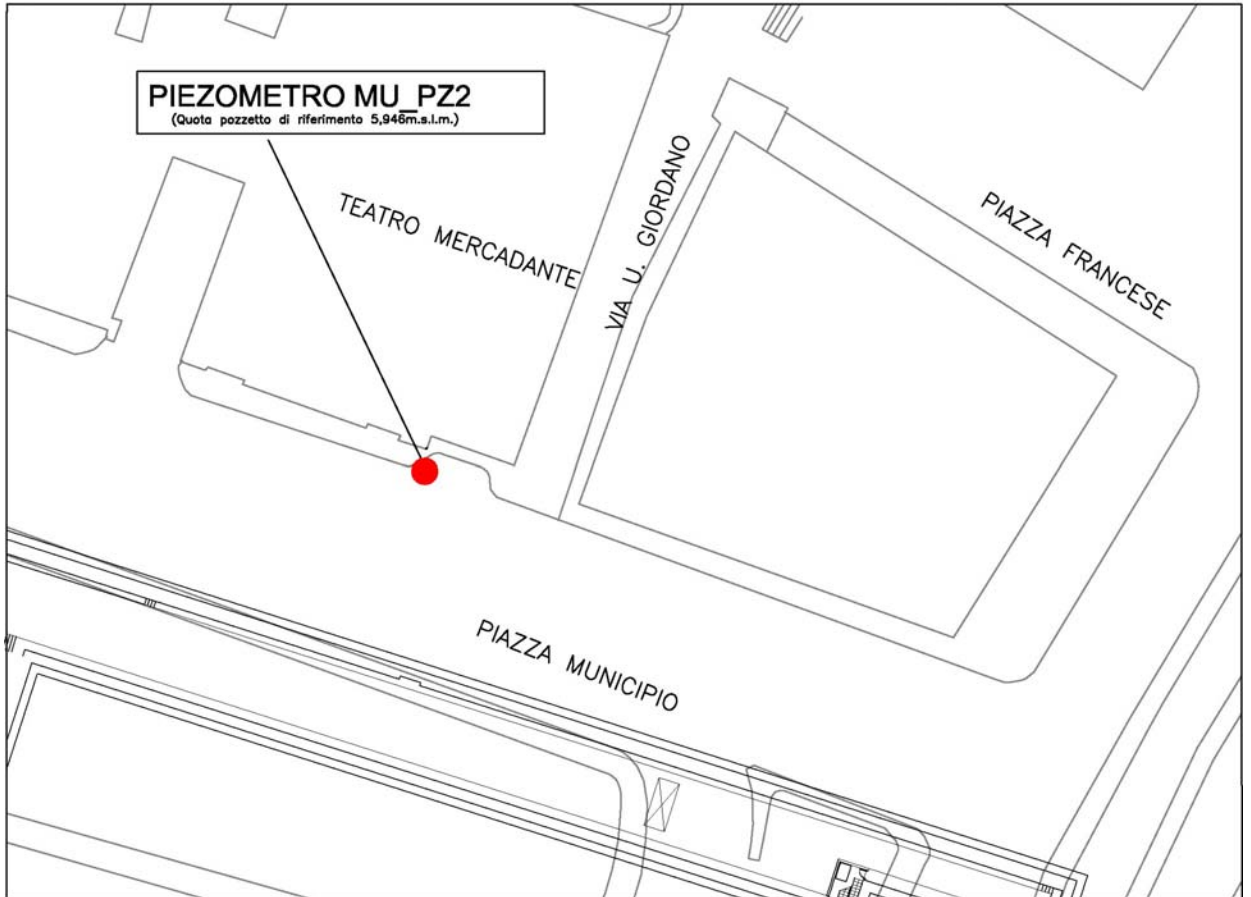 PIEZOMETRO MU_PZ2
(Quota pozzetto di riferimento 5,946m.s.l.m.)
TEATRO MERCADANTE
VIA U. GIORDANO
PIAZZA FRANCESE
PIAZZA MUNICIPIO